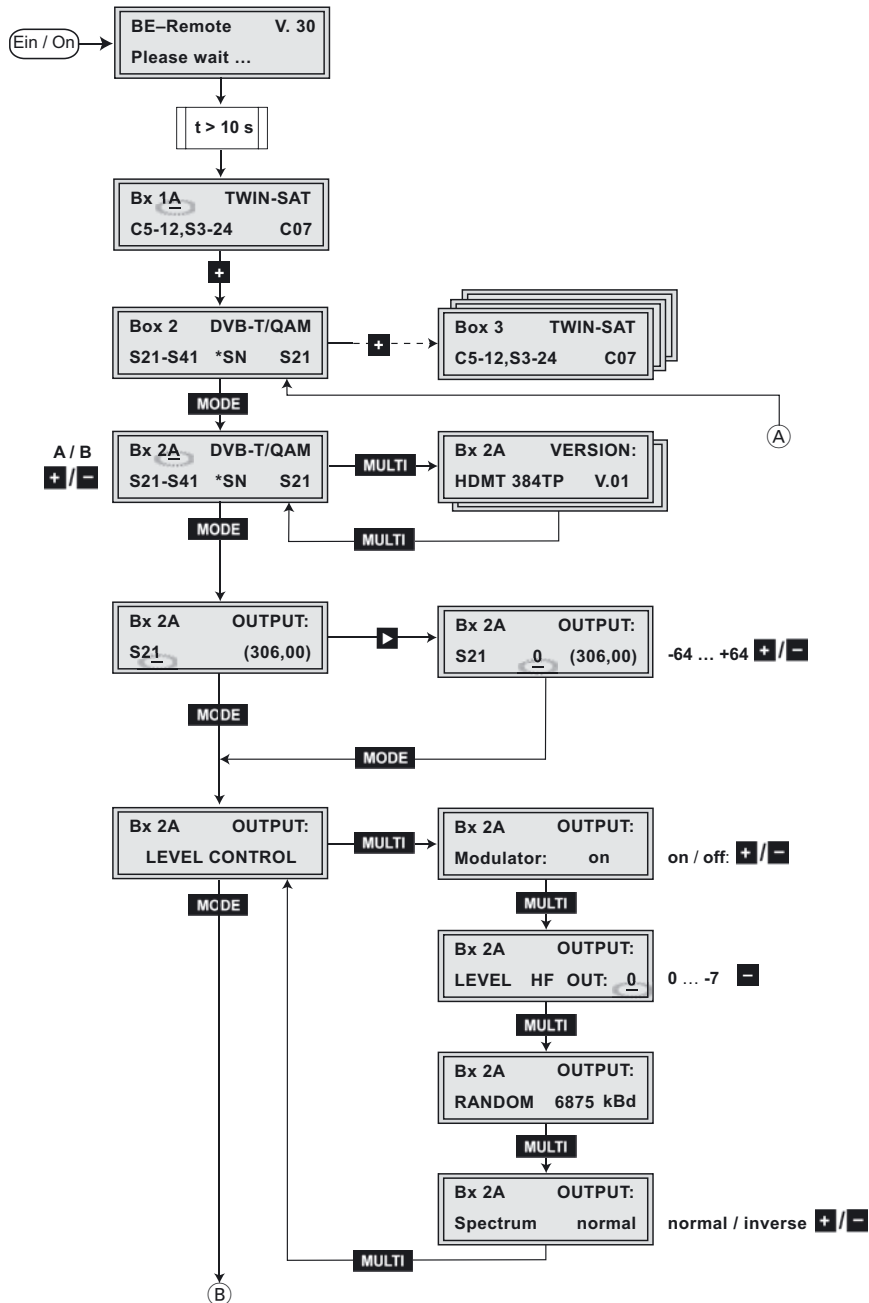 Ein / On
BE–Remote V. 30
Please wait ...
t > 10 s
Bx 1A TWIN-SAT
C5-12,S3-24 C07
+
Box 2 DVB-T/QAM
S21-S41 *SN S21
+
Box 3 TWIN-SAT
C5-12,S3-24 C07
MODE
A
A / B
+ / −
Bx 2A DVB-T/QAM
S21-S41 *SN S21
MULTI
Bx 2A VERSION:
HDMT 384TP V.01
MODE
MULTI
Bx 2A OUTPUT:
S21 (306,00)
Bx 2A OUTPUT:
S21 0 (306,00)
-64 ... +64 + / −
MODE
MODE
Bx 2A OUTPUT:
LEVEL CONTROL
MULTI
Bx 2A OUTPUT:
Modulator: on
on / off: + / −
MODE
MULTI
Bx 2A OUTPUT:
LEVEL HF OUT: 0
0 ... -7 −
MULTI
Bx 2A OUTPUT:
RANDOM 6875 kBd
MULTI
Bx 2A OUTPUT:
Spectrum normal
normal / inverse + / −
MULTI
B